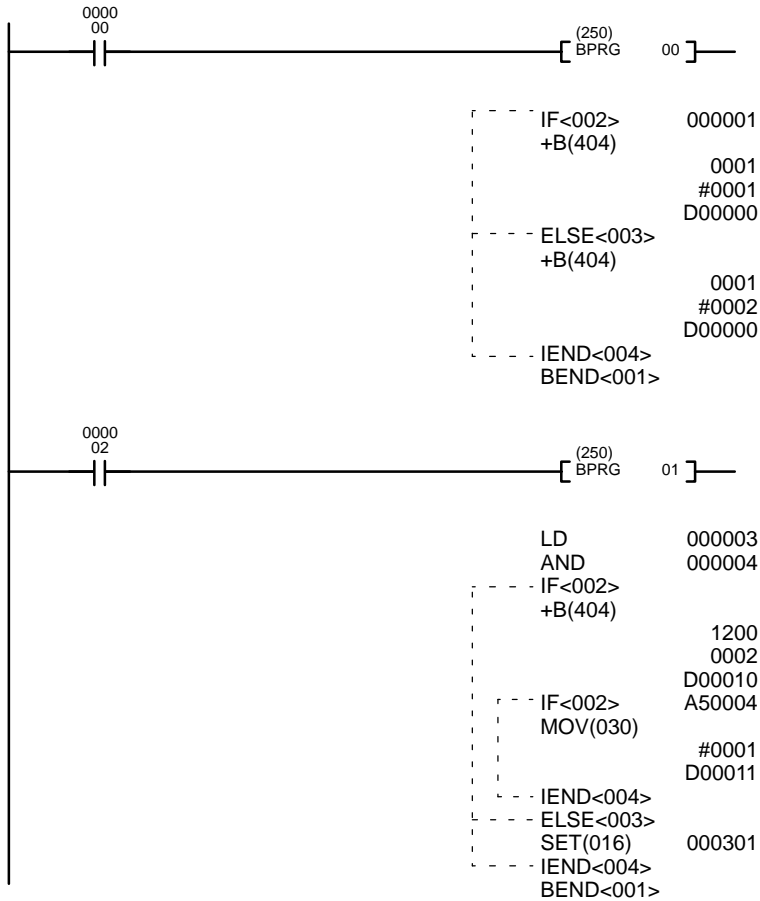 0000
00
(250)
BPRG 00
IF<002> 000001
+B(404)
0001
#0001
D00000
ELSE<003>
+B(404)
0001
#0002
D00000
IEND<004>
BEND<001>
0000
02
(250)
BPRG 01
LD 000003
AND 000004
IF<002>
+B(404)
1200
0002
D00010
IF<002> A50004
MOV(030)
#0001
D00011
IEND<004>
ELSE<003>
SET(016) 000301
IEND<004>
BEND<001>